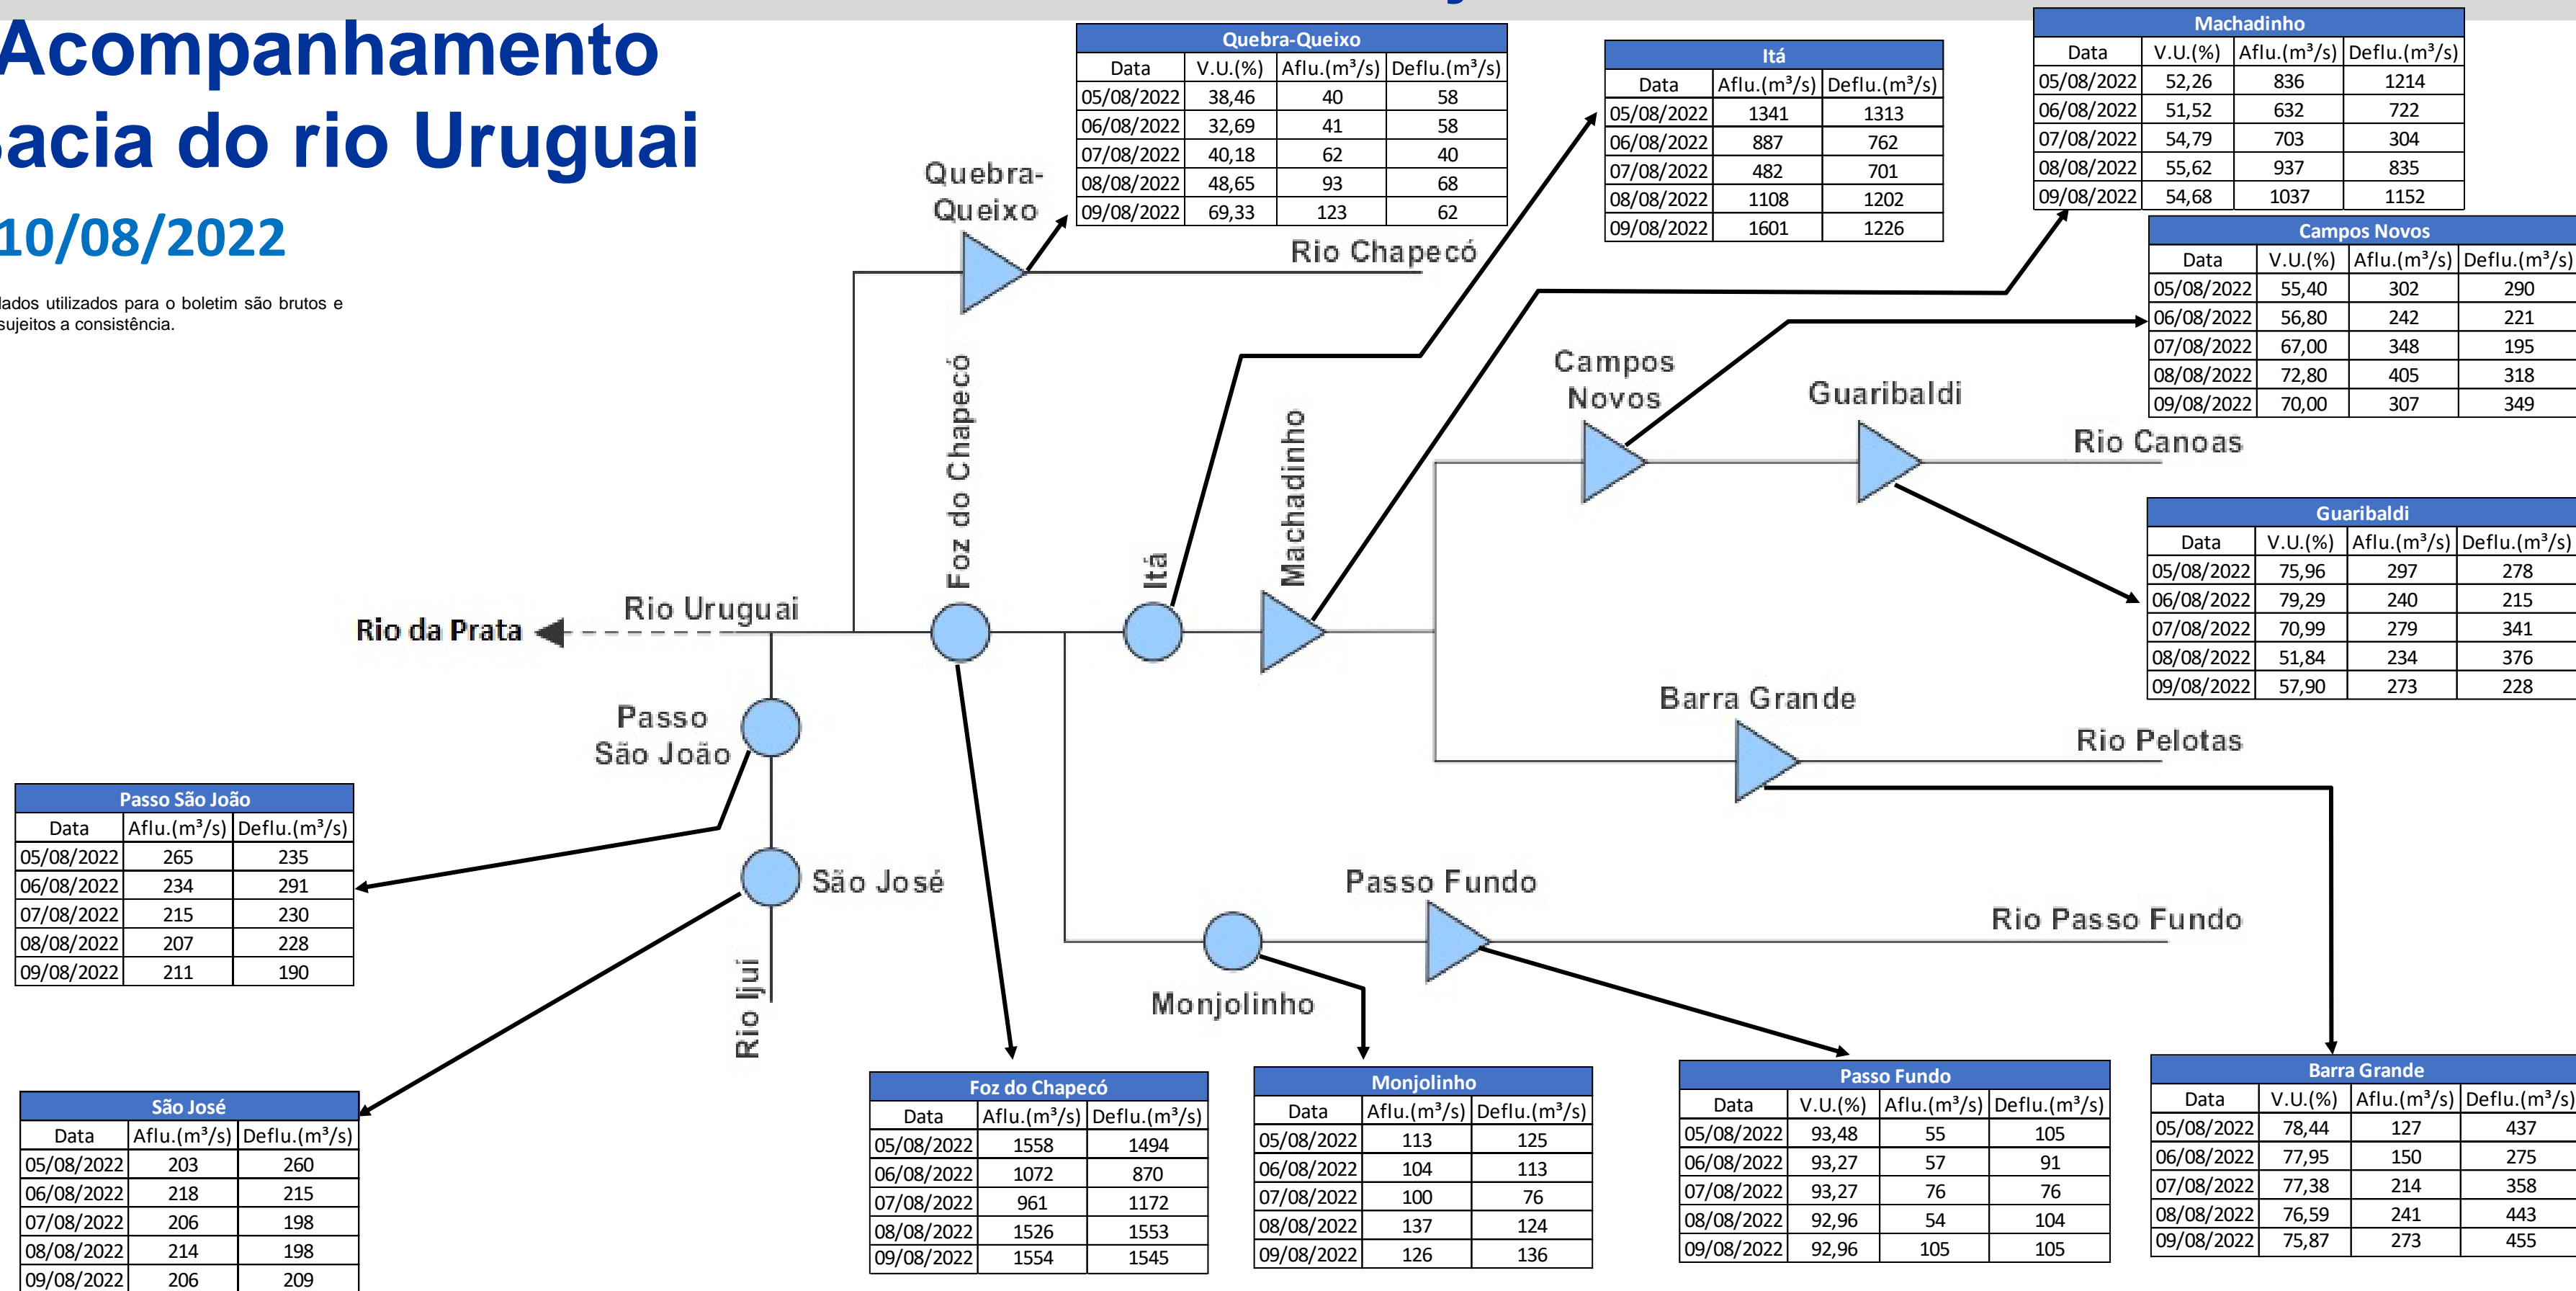 Acompanhamento
acia do rio Uruguai
10/08/2022
dados utilizados para o boletim são brutos e
sujeitos a consistência.
Quebra-Queixo
Data V.U.(%) Aflu.(m³/s) Deflu.(m³/s)
05/08/2022 38,46 40 58
06/08/2022 32,69 41 58
07/08/2022 40,18 62 40
08/08/2022 48,65 93 68
09/08/2022 69,33 123 62
Itá
Data Aflu.(m³/s) Deflu.(m³/s)
05/08/2022 1341 1313
06/08/2022 887 762
07/08/2022 482 701
08/08/2022 1108 1202
09/08/2022 1601 1226
Machadinho
Data V.U.(%) Aflu.(m³/s) Deflu.(m³/s)
05/08/2022 52,26 836 1214
06/08/2022 51,52 632 722
07/08/2022 54,79 703 304
08/08/2022 55,62 937 835
09/08/2022 54,68 1037 1152
Campos Novos
Data V.U.(%) Aflu.(m³/s) Deflu.(m³/s)
05/08/2022 55,40 302 290
06/08/2022 56,80 242 221
07/08/2022 67,00 348 195
08/08/2022 72,80 405 318
09/08/2022 70,00 307 349
Quebra-
Queixo
Rio Chapecó
Foz do Chapecó
Itá
Machadinho
Campos
Novos
Guaribaldi
Rio Canoas
Guaribaldi
Data V.U.(%) Aflu.(m³/s) Deflu.(m³/s)
05/08/2022 75,96 297 278
06/08/2022 79,29 240 215
07/08/2022 70,99 279 341
08/08/2022 51,84 234 376
09/08/2022 57,90 273 228
Rio da Prata
Rio Uruguai
Passo
São João
Barra Grande
Rio Pelotas
São José
Rio Ijuí
Passo Fundo
Rio Passo Fundo
Monjolinho
Passo São João
Data Aflu.(m³/s) Deflu.(m³/s)
05/08/2022 265 235
06/08/2022 234 291
07/08/2022 215 230
08/08/2022 207 228
09/08/2022 211 190
São José
Data Aflu.(m³/s) Deflu.(m³/s)
05/08/2022 203 260
06/08/2022 218 215
07/08/2022 206 198
08/08/2022 214 198
09/08/2022 206 209
Foz do Chapecó
Data Aflu.(m³/s) Deflu.(m³/s)
05/08/2022 1558 1494
06/08/2022 1072 870
07/08/2022 961 1172
08/08/2022 1526 1553
09/08/2022 1554 1545
Monjolinho
Data Aflu.(m³/s) Deflu.(m³/s)
05/08/2022 113 125
06/08/2022 104 113
07/08/2022 100 76
08/08/2022 137 124
09/08/2022 126 136
Passo Fundo
Data V.U.(%) Aflu.(m³/s) Deflu.(m³/s)
05/08/2022 93,48 55 105
06/08/2022 93,27 57 91
07/08/2022 93,27 76 76
08/08/2022 92,96 54 104
09/08/2022 92,96 105 105
Barra Grande
Data V.U.(%) Aflu.(m³/s) Deflu.(m³/s)
05/08/2022 78,44 127 437
06/08/2022 77,95 150 275
07/08/2022 77,38 214 358
08/08/2022 76,59 241 443
09/08/2022 75,87 273 455